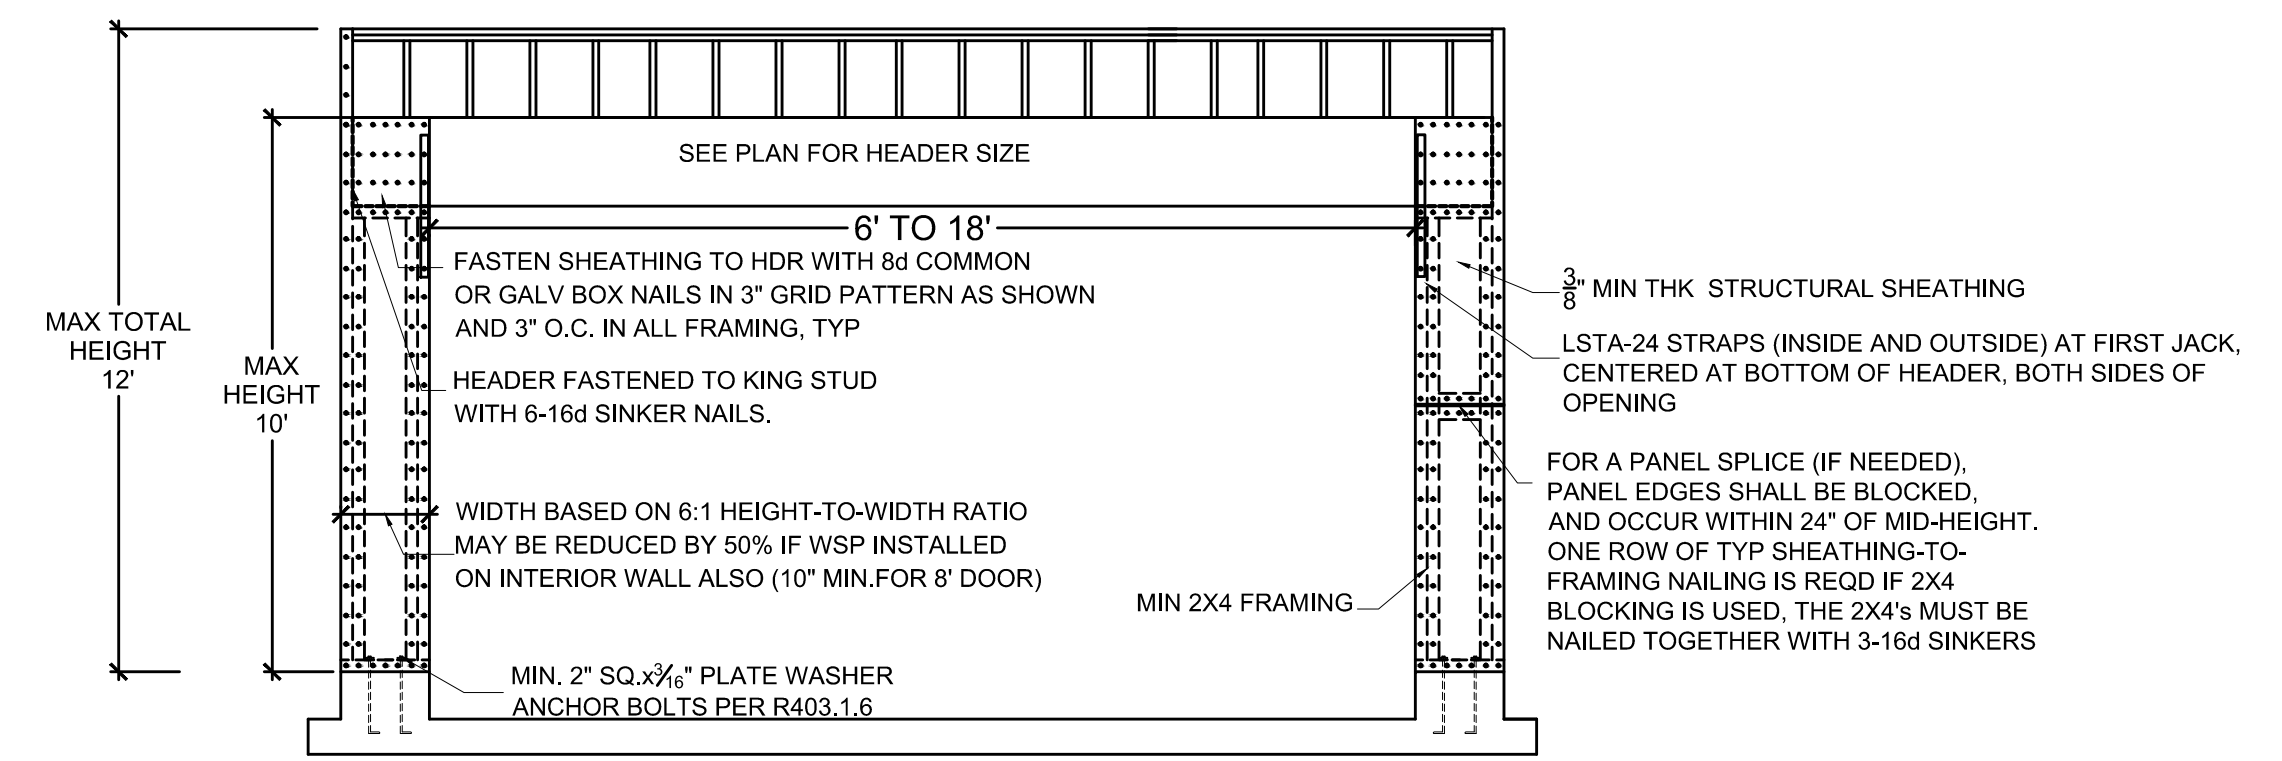 SEE PLAN FOR HEADER SIZE
6' TO 18'
MAX TOTAL
HEIGHT
12'
MAX
HEIGHT
10'
FASTEN SHEATHING TO HDR WITH 8d COMMON
OR GALV BOX NAILS IN 3" GRID PATTERN AS SHOWN
AND 3" O.C. IN ALL FRAMING, TYP
HEADER FASTENED TO KING STUD
WITH 6-16d SINKER NAILS.
WIDTH BASED ON 6:1 HEIGHT-TO-WIDTH RATIO
MAY BE REDUCED BY 50% IF WSP INSTALLED
ON INTERIOR WALL ALSO (10" MIN.FOR 8' DOOR)
MIN. 2" SQ.x3/16" PLATE WASHER
ANCHOR BOLTS PER R403.1.6
MIN 2X4 FRAMING
3/8" MIN THK STRUCTURAL SHEATHING
LSTA-24 STRAPS (INSIDE AND OUTSIDE) AT FIRST JACK,
CENTERED AT BOTTOM OF HEADER, BOTH SIDES OF
OPENING
FOR A PANEL SPLICE (IF NEEDED),
PANEL EDGES SHALL BE BLOCKED,
AND OCCUR WITHIN 24" OF MID-HEIGHT.
ONE ROW OF TYP SHEATHING-TO-
FRAMING NAILING IS REQD IF 2X4
BLOCKING IS USED, THE 2X4's MUST BE
NAILED TOGETHER WITH 3-16d SINKERS